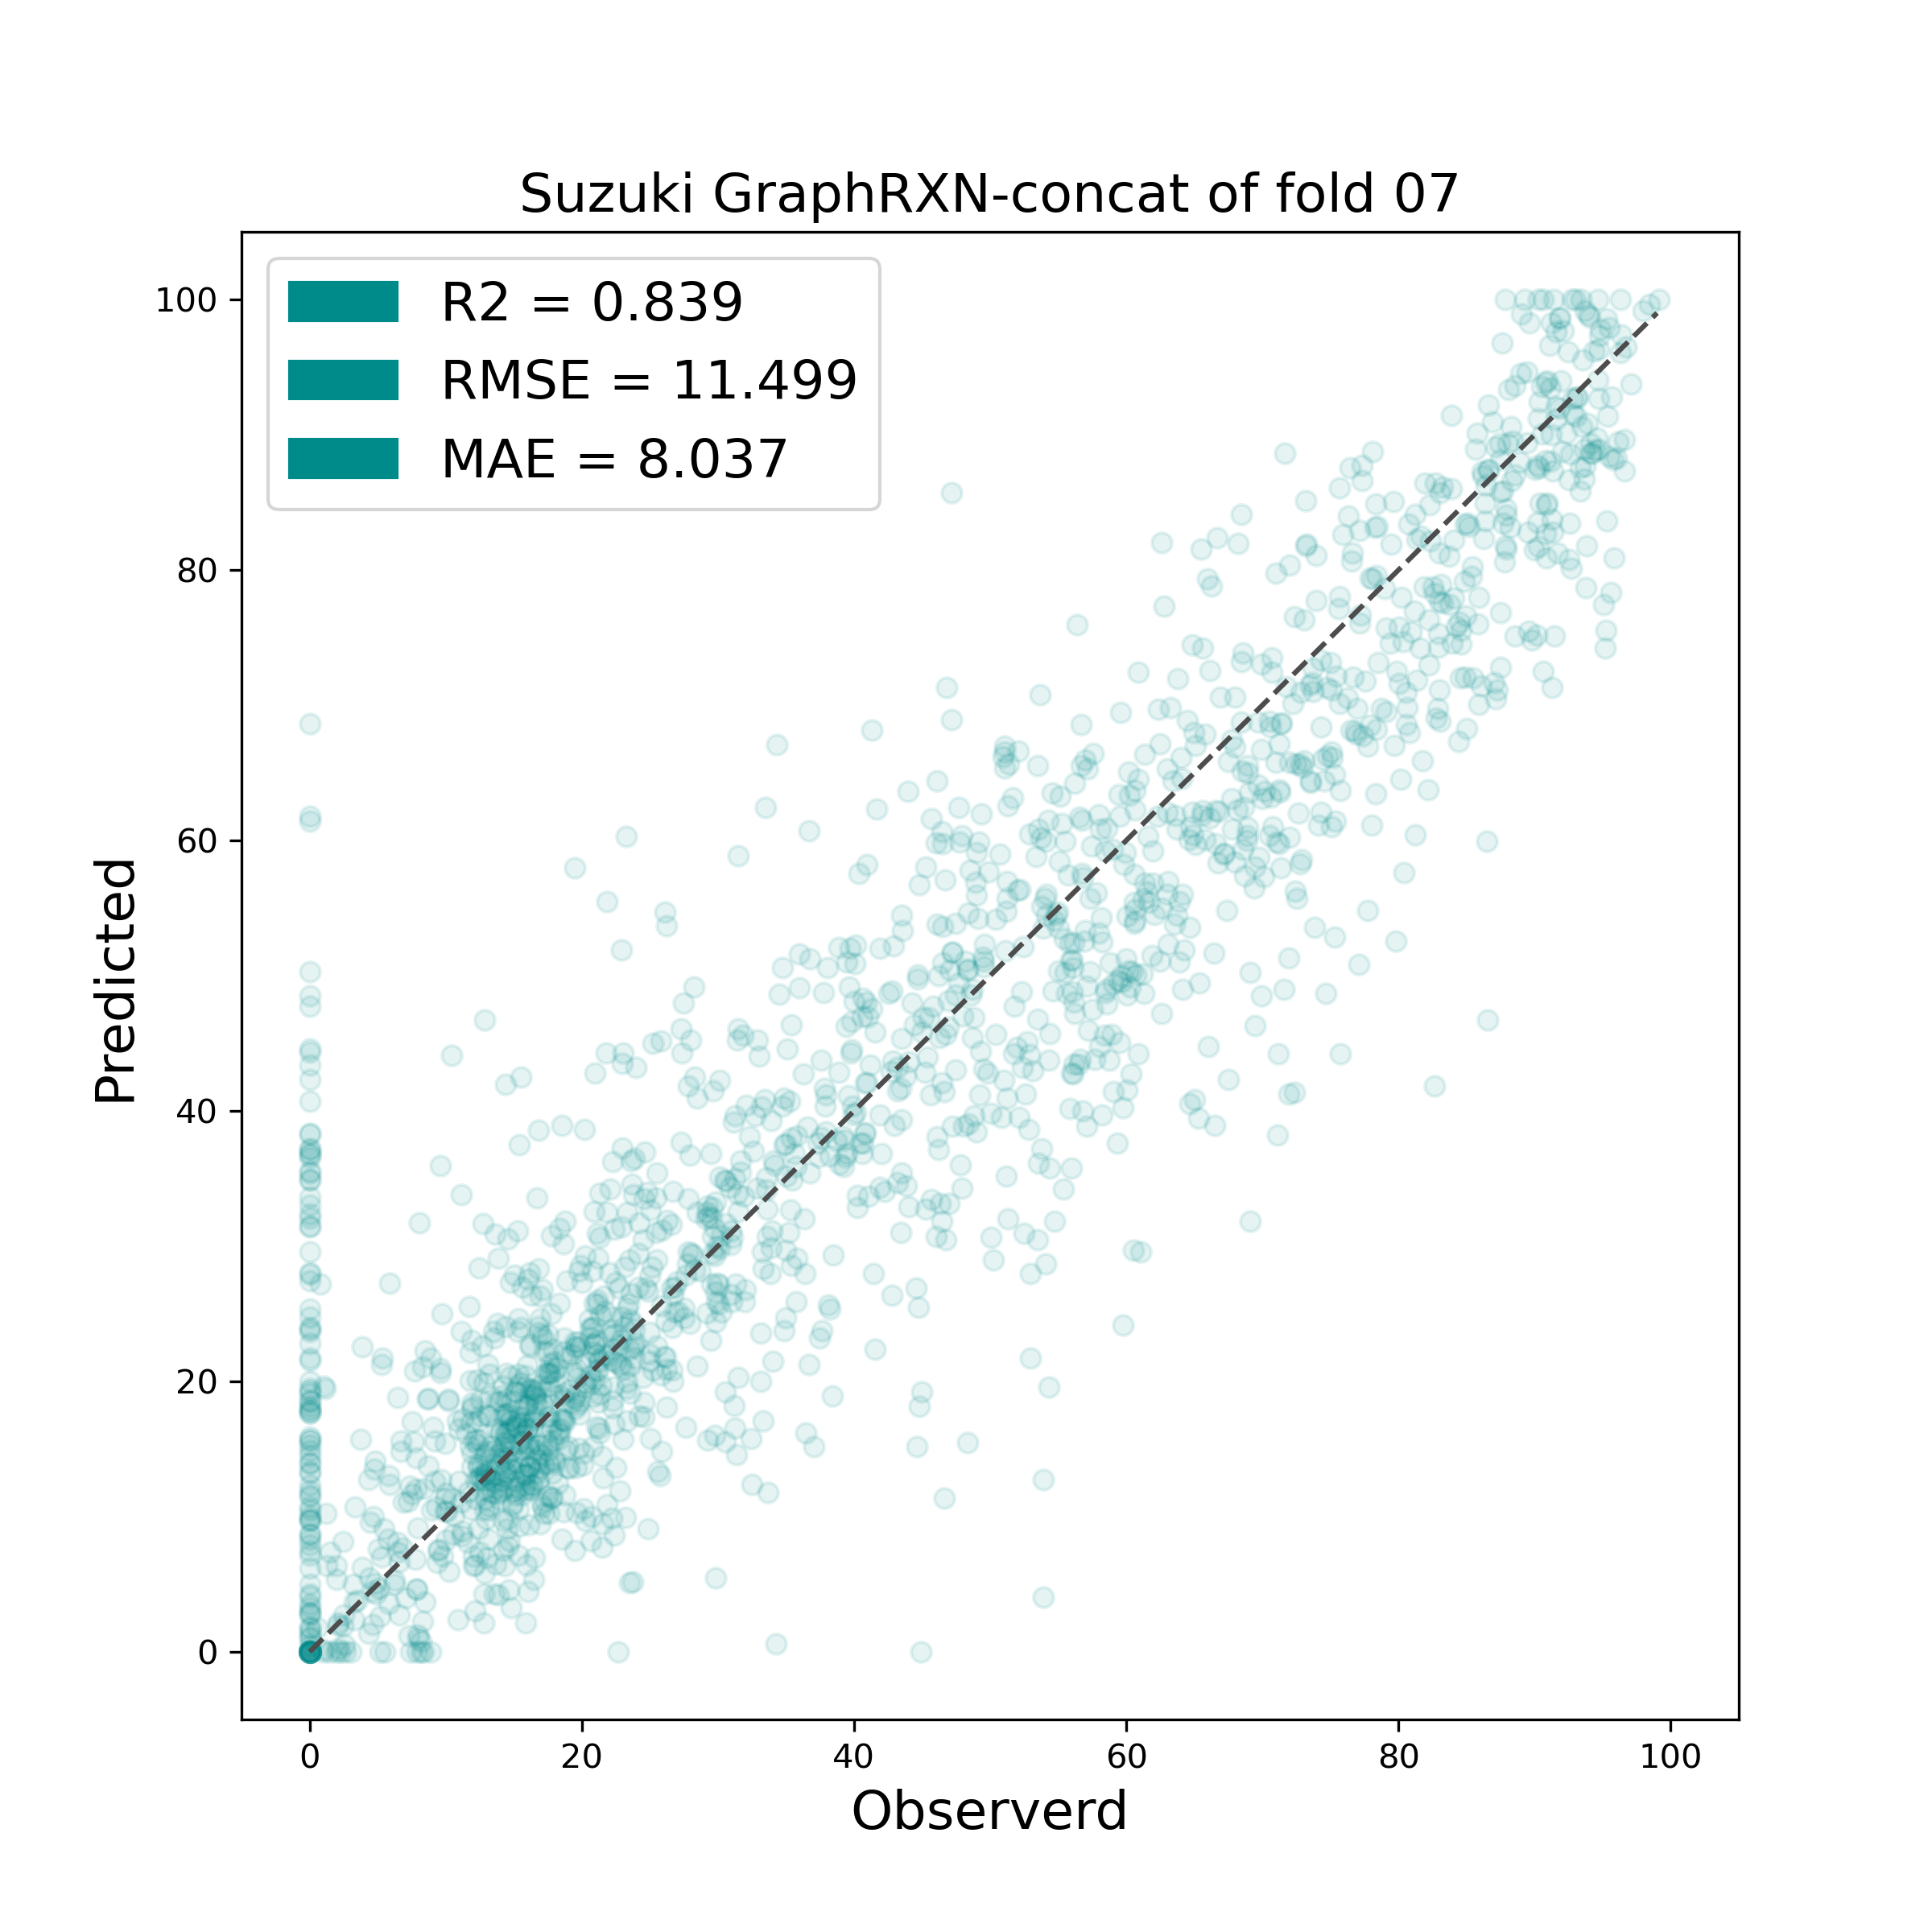 Suzuki GraphRXN-concat of fold 07
R2 = 0.839
RMSE = 11.499
MAE = 8.037
100
80
60
40
20
0
Predicted
0 20 40 60 80 100
Observerd